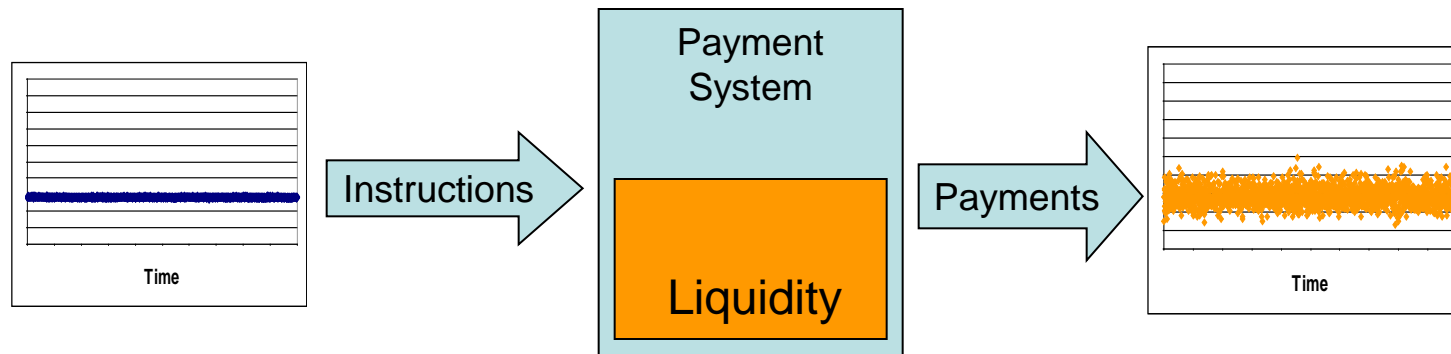 Payment
System
Instructions
Payments
Liquidity
Time
Time